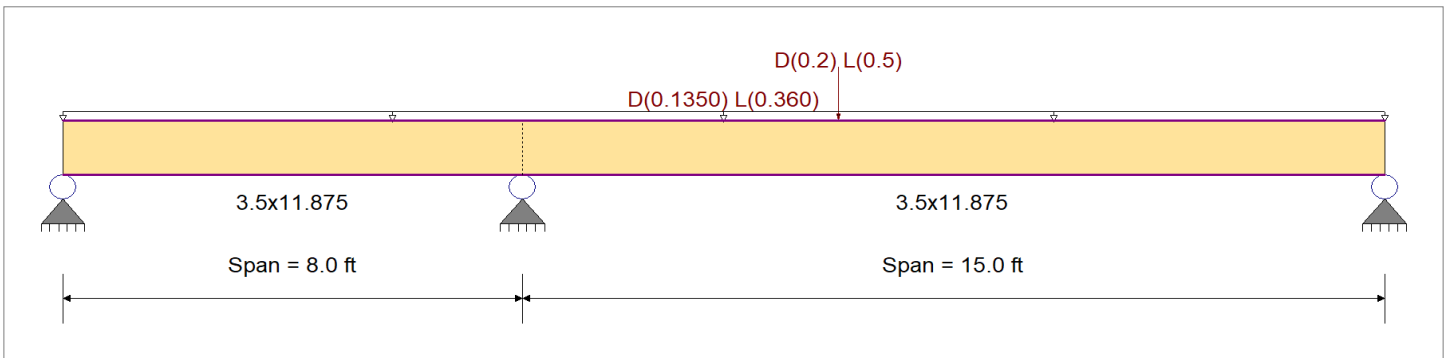 D(0.2) L(0.5)
D(0.1350) L(0.360)
3.5x11.875
3.5x11.875
Span = 8.0 ft
Span = 15.0 ft